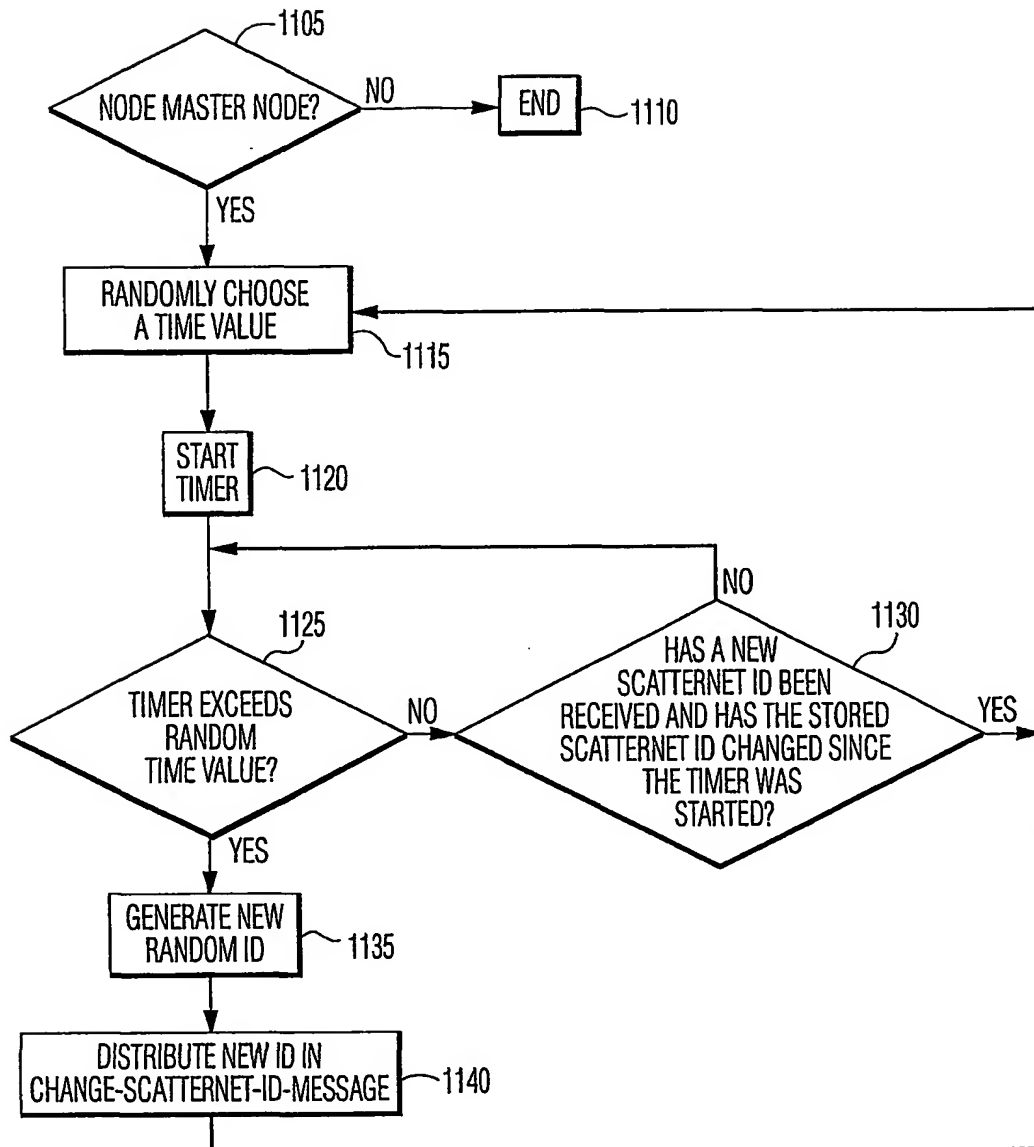 1105
NODE MASTER NODE?
NO
END
1110
YES
RANDOMLY CHOOSE
A TIME VALUE
1115
START
TIMER
1120
NO
1125
1130
TIMER EXCEEDS
RANDOM
TIME VALUE?
NO
HAS A NEW
SCATTERNET ID BEEN
RECEIVED AND HAS THE STORED
SCATTERNET ID CHANGED SINCE
THE TIMER WAS
STARTED?
YES
YES
GENERATE NEW
RANDOM ID
1135
DISTRIBUTE NEW ID IN
CHANGE-SCATTERNET-ID-MESSAGE
1140